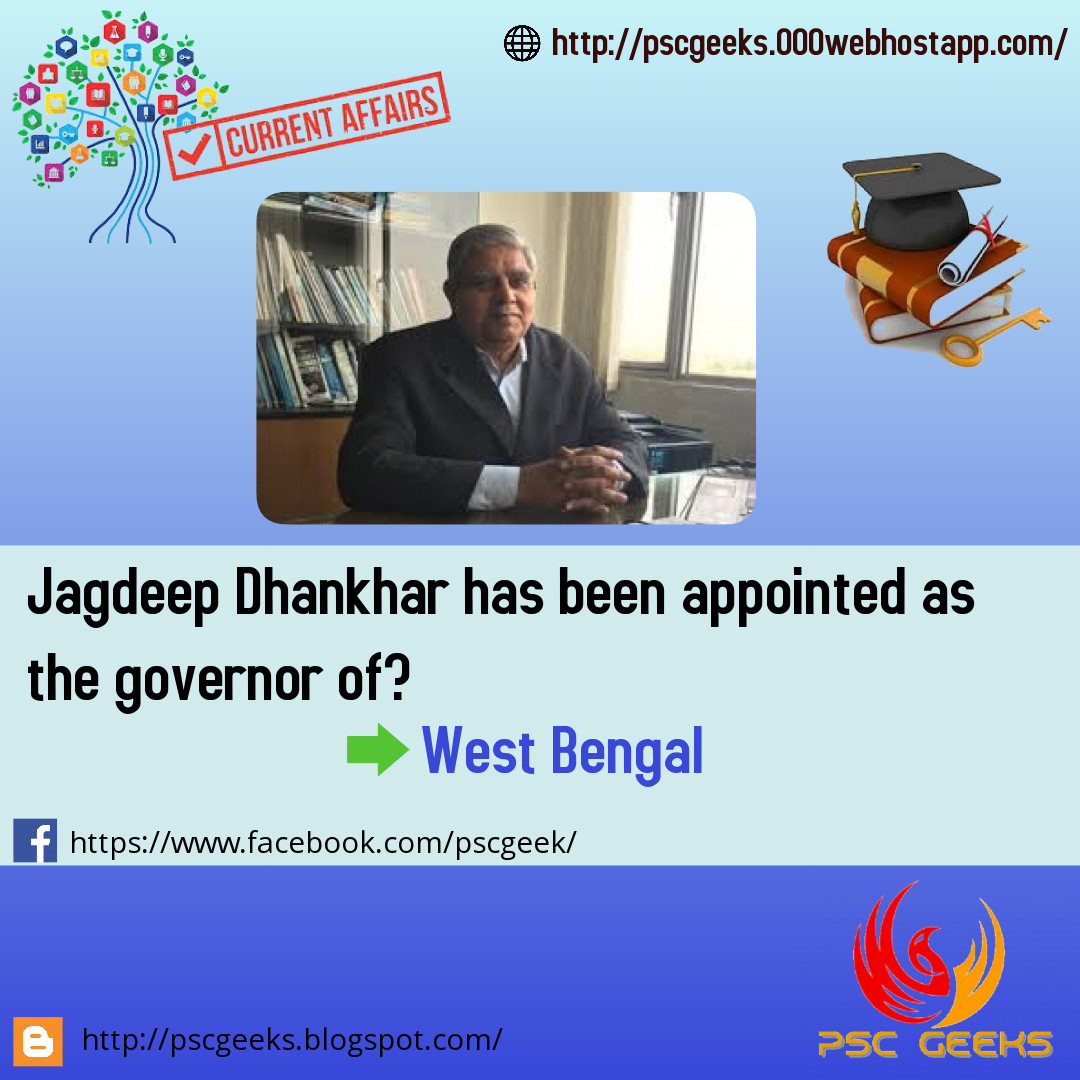 http://pscgeeks.000webhostapp.com/
CURRENT AFFAIRS
Jagdeep Dhankhar has been appointed as
the governor of?
West Bengal
https://www.facebook.com/pscgeek/
PSC GEEKS
http://pscgeeks.blogspot.com/